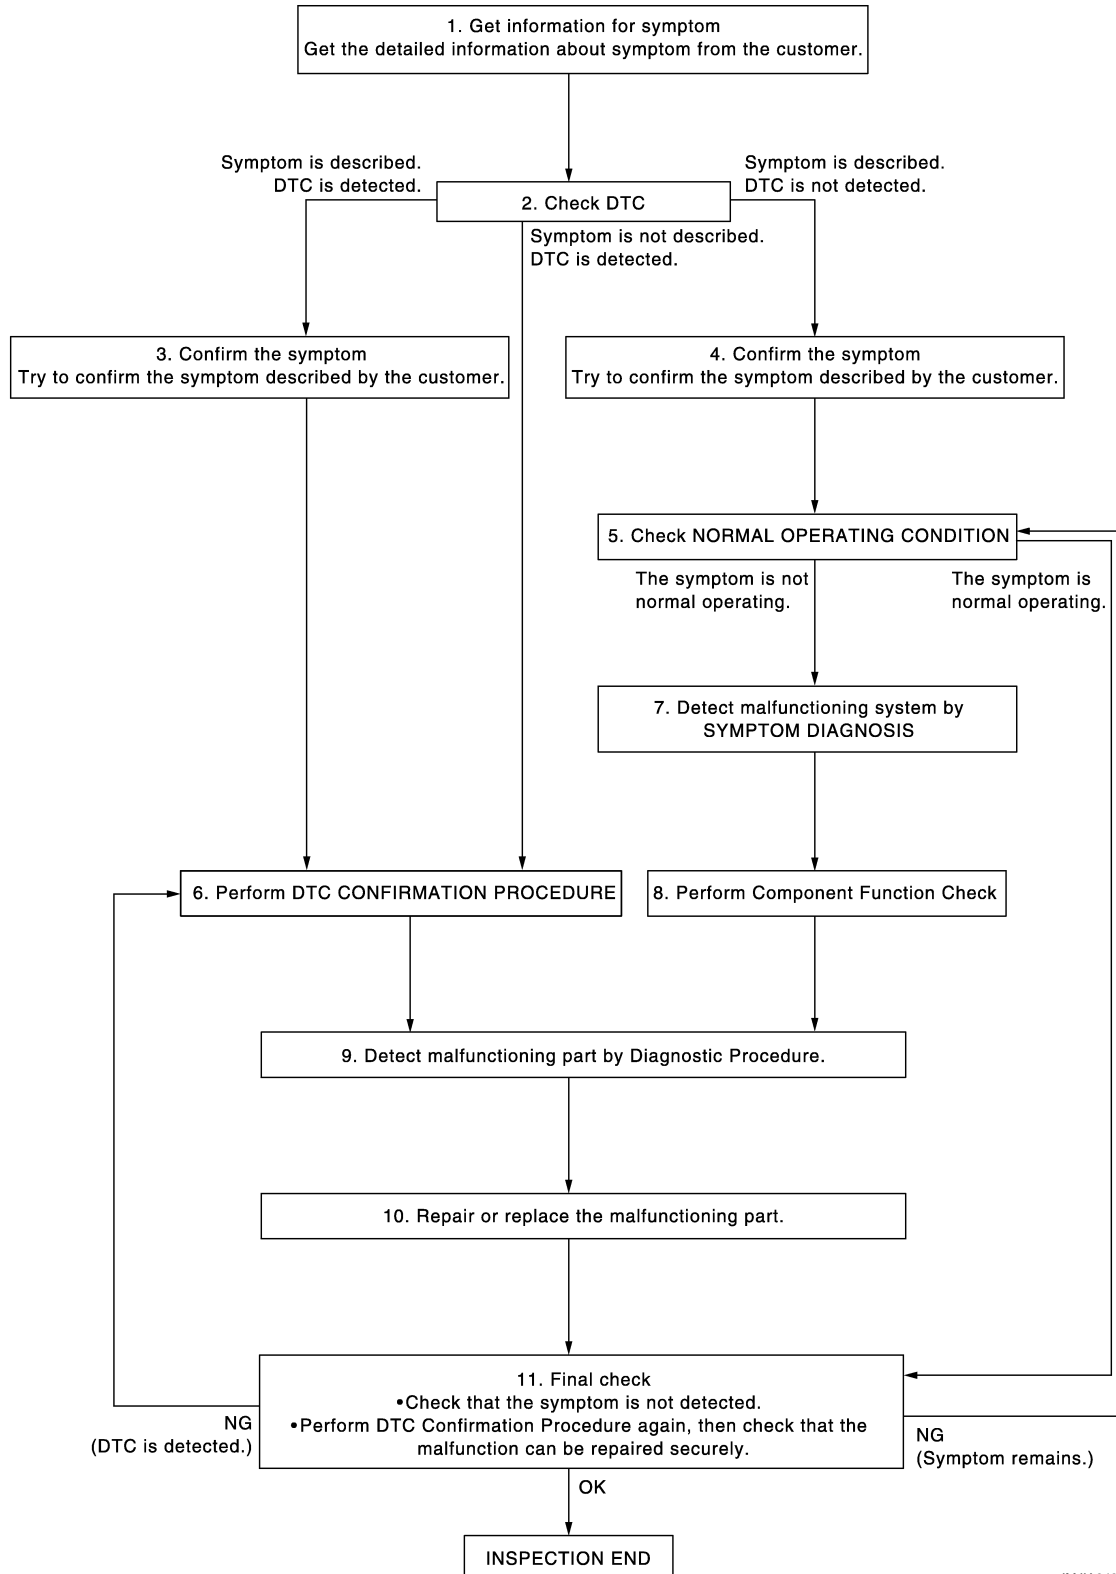 1. Get information for symptom
Get the detailed information about symptom from the customer.
Symptom is described.
DTC is detected.
Symptom is described.
DTC is not detected.
2. Check DTC
Symptom is not described.
DTC is detected.
3. Confirm the symptom
Try to confirm the symptom described by the customer.
4. Confirm the symptom
Try to confirm the symptom described by the customer.
5. Check NORMAL OPERATING CONDITION
The symptom is not
normal operating.
The symptom is
normal operating.
7. Detect malfunctioning system by
SYMPTOM DIAGNOSIS
6. Perform DTC CONFIRMATION PROCEDURE
8. Perform Component Function Check
9. Detect malfunctioning part by Diagnostic Procedure.
10. Repair or replace the malfunctioning part.
11. Final check
•Check that the symptom is not detected.
•Perform DTC Confirmation Procedure again, then check that the
malfunction can be repaired securely.
NG
(DTC is detected.)
NG
(Symptom remains.)
OK
INSPECTION END